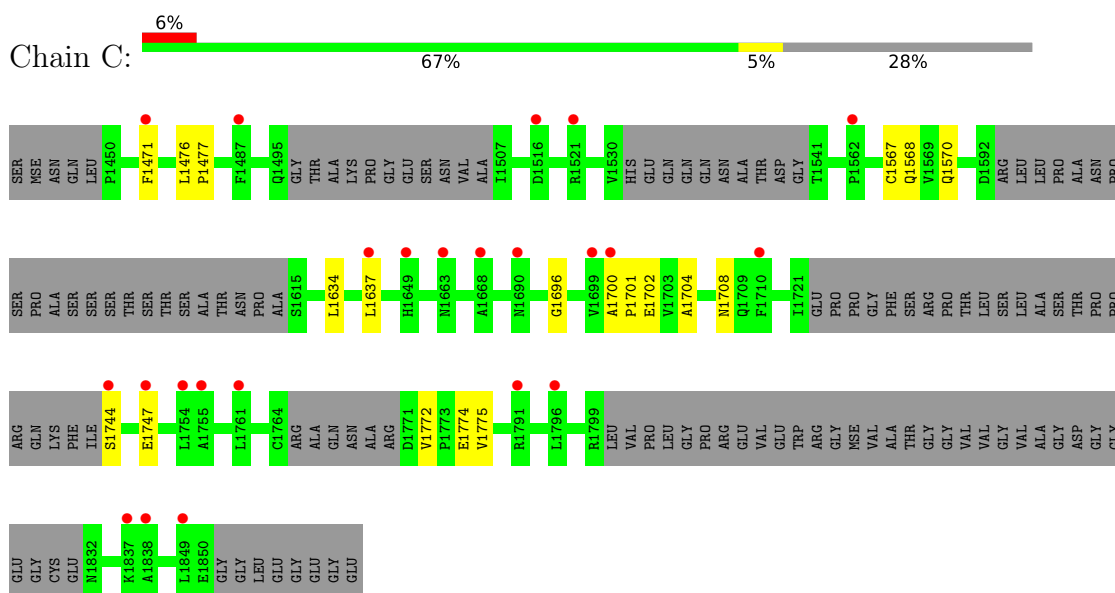 6%
Chain C:
67% 5% 28%
SER MSE ASN GLN LEU P1450 F1471 L1476 P1477 F1487 Q1495 GLY THR ALA LYS PRO GLY GLU SER ASN VAL ALA I1507 D1516 R1521 V1530 HIS GLU GLN GLN GLN ASN ALA THR ASP GLY T1541 P1562 C1567 Q1568 V1569 Q1570 D1592 ARG LEU LEU PRO ALA ASN PRO
SER PRO ALA SER SER SER THR SER THR SER ALA THR ASN PRO ALA S1615 L1634 L1637 H1649 N1663 A1668 N1690 G1696 V1699 A1700 P1701 E1702 V1703 A1704 N1708 Q1709 F1710 I1721 GLU PRO PRO GLY PHE SER ARG PRO THR LEU SER LEU ALA SER THR PRO PRO
ARG GLN LYS PHE ILE S1744 E1747 L1754 A1755 L1761 C1764 ARG ALA GLN ASN ALA ARG D1771 V1772 P1773 E1774 V1775 R1791 L1796 R1799 LEU VAL PRO LEU GLY PRO ARG GLU VAL GLU TRP ARG GLY MSE VAL ALA THR GLY GLY VAL VAL GLY VAL ALA GLY ASP GLY GLY
GLU GLY CYS GLU N1832 K1837 A1838 L1849 E1850 GLY GLY LEU GLU GLY GLU GLY GLU